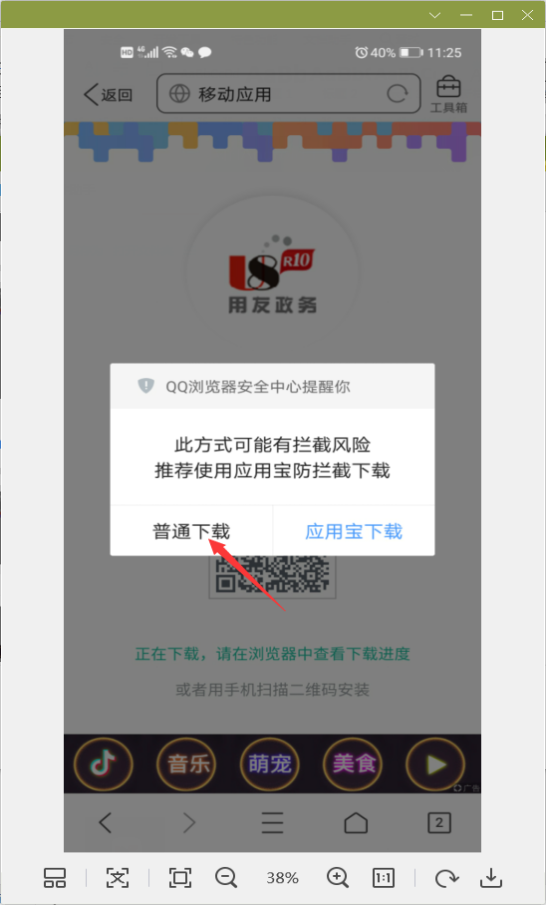 HD 4G 40% 11:25
返回 移动应用 工具箱
U8 R10
用友政务
QQ浏览器安全中心提醒你
此方式可能有拦截风险
推荐使用应用宝防拦截下载
普通下载 应用宝下载
正在下载，请在浏览器中查看下载进度
或者用手机扫描二维码安装
音乐 萌宠 美食
广告
2
38% 1:1